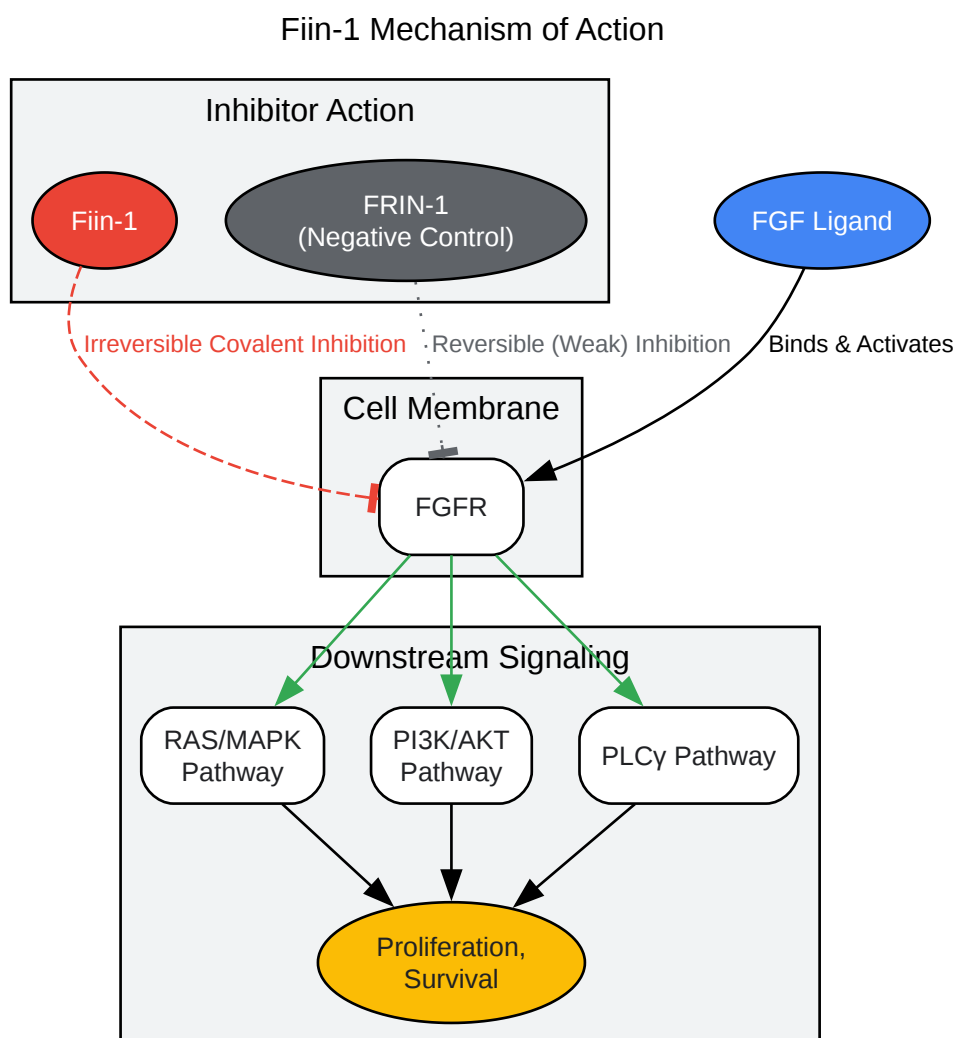 Fiin-1 Mechanism of Action
Inhibitor Action
Fiin-1
FRIN-1
(Negative Control)
FGF Ligand
Irreversible Covalent Inhibition
Reversible (Weak) Inhibition
Binds & Activates
Cell Membrane
FGFR
Downstream Signaling
RAS/MAPK
Pathway
PI3K/AKT
Pathway
PLCγ Pathway
Proliferation,
Survival